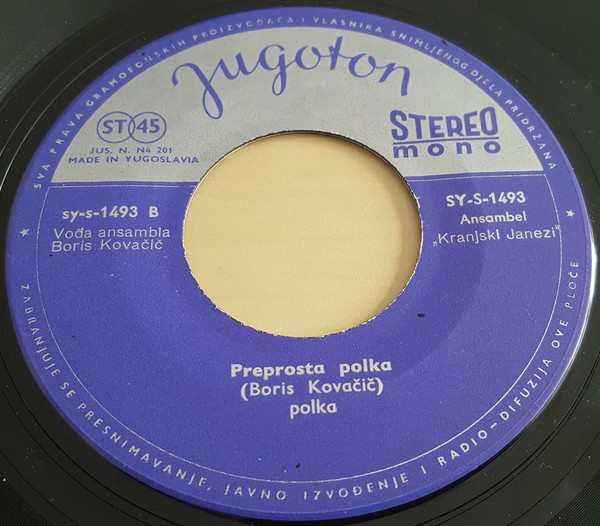 SVA PRAVA GRAMOFONSKIH PROIZVOĐAČA I VLASNIKA SNIMLJENOG DJELA PRIDRŽANA
Jugoton
ST 45
JUS. N. N4 201
MADE IN YUGOSLAVIA
STEREO
mono
sy-s-1493 B
Vođa ansambla
Boris Kovačič
SY-S-1493
Ansambel
„Kranjski Janezi"
Preprosta polka
(Boris Kovačič)
polka
ZABRANJUJE SE PRESNIMAVANJE, JAVNO IZVOĐENJE I RADIO-DIFUZIJA OVE PLOČE